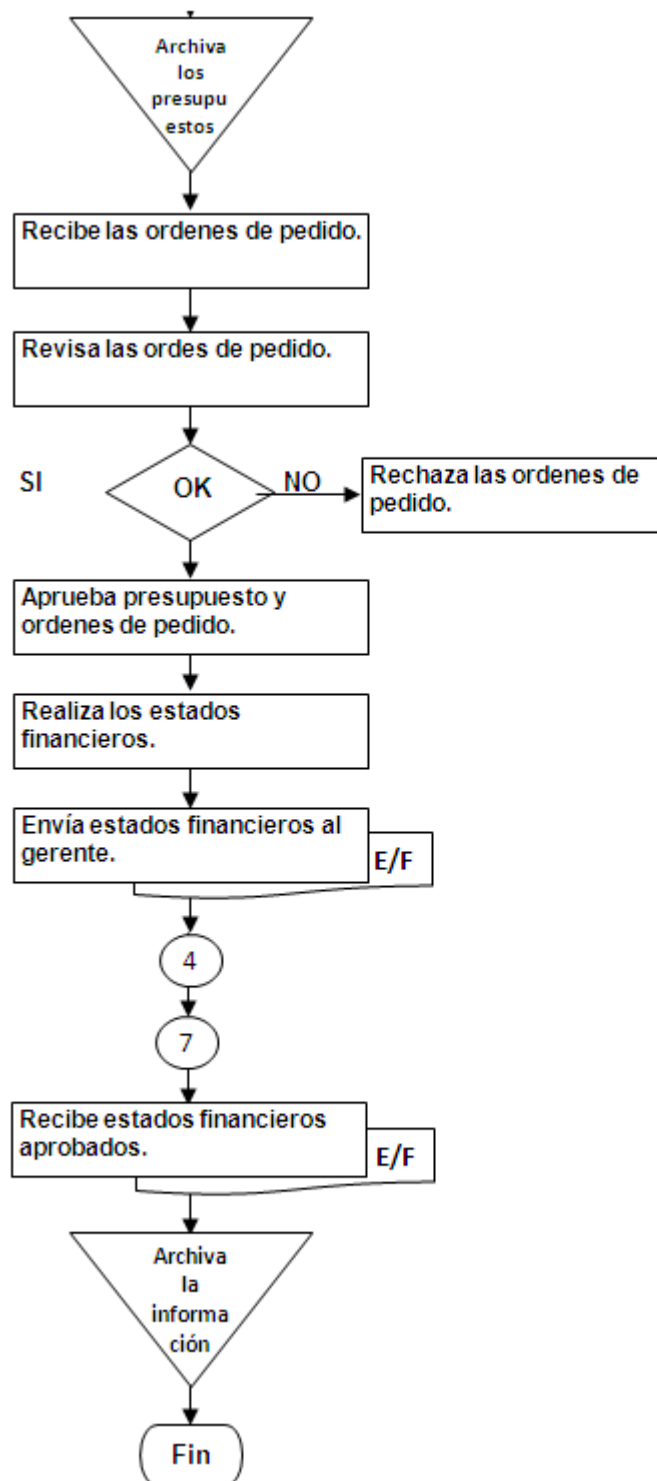 Archiva
los
presupu
estos
Recibe las ordenes de pedido.
Revisa las ordes de pedido.
SI
OK
NO
Rechaza las ordenes de
pedido.
Aprueba presupuesto y
ordenes de pedido.
Realiza los estados
financieros.
Envía estados financieros al
gerente.
E/F
4
7
Recibe estados financieros
aprobados.
E/F
Archiva
la
informa
ción
Fin